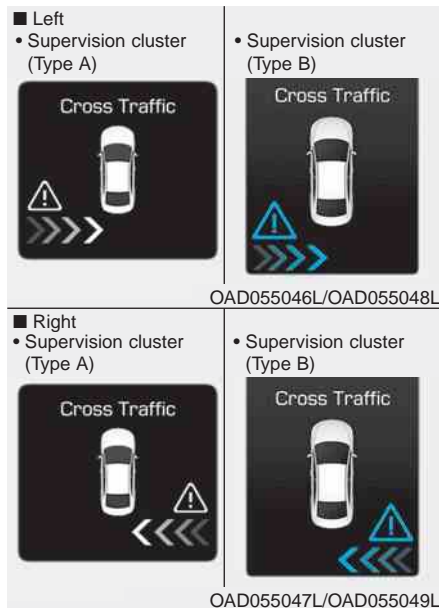 ■ Left
• Supervision cluster
(Type A)
Cross Traffic
• Supervision cluster
(Type B)
Cross Traffic
OAD055046L/OAD055048L
■ Right
• Supervision cluster
(Type A)
Cross Traffic
• Supervision cluster
(Type B)
Cross Traffic
OAD055047L/OAD055049L